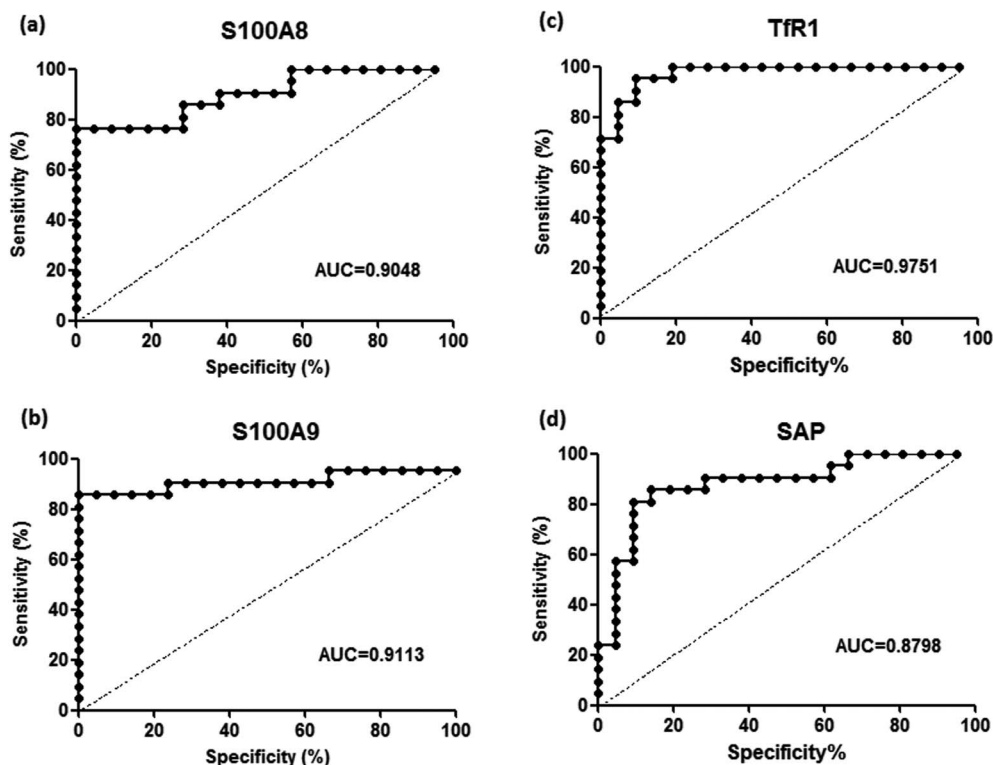 (a)
S100A8
100
80
60
40
20
0
Sensitivity (%)
AUC=0.9048
0 20 40 60 80 100
Specificity (%)
(c)
TfR1
100
80
60
40
20
0
Sensitivity (%)
AUC=0.9751
0 20 40 60 80 100
Specificity%
(b)
S100A9
100
80
60
40
20
0
Sensitivity (%)
AUC=0.9113
0 20 40 60 80 100
Specificity (%)
(d)
SAP
100
80
60
40
20
0
Sensitivity (%)
AUC=0.8798
0 20 40 60 80 100
Specificity%